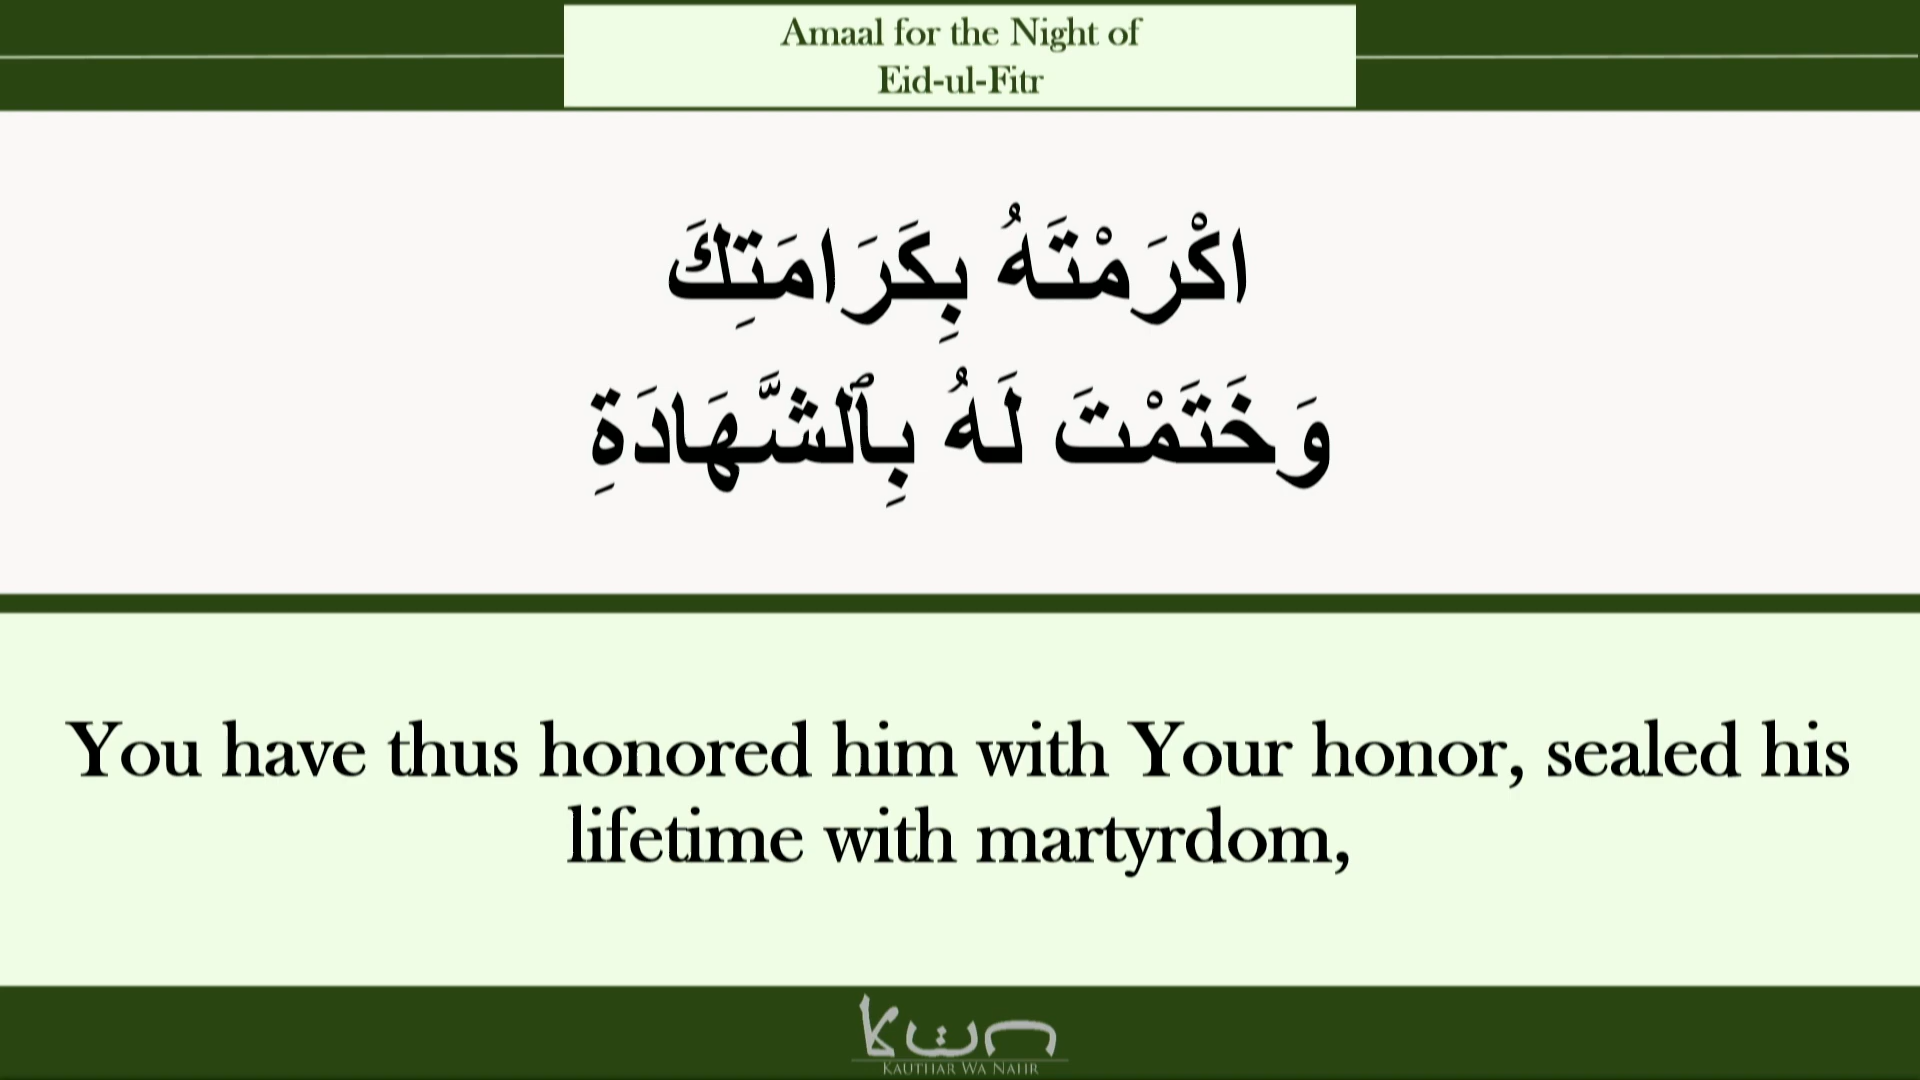 Amaal for the Night of
Eid-ul-Fitr
اكْرَمْتَهُ بِكَرَامَتِكَ
وَخَتَمْتَ لَهُ بِٱلشَّهَادَةِ
You have thus honored him with Your honor, sealed his
lifetime with martyrdom,
KAUTHAR WA NAHR